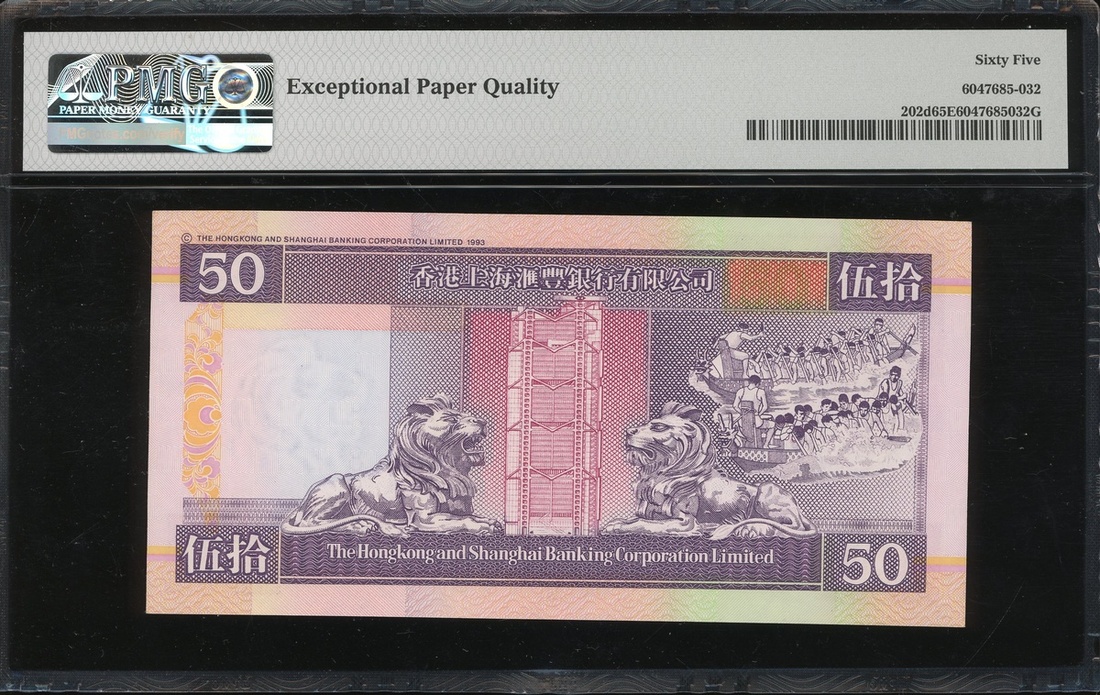 PMG
PAPER MONEY GUARANTY
Exceptional Paper Quality
Sixty Five
6047685-032
202d65E6047685032G
© THE HONGKONG AND SHANGHAI BANKING CORPORATION LIMITED 1993
50
香港上海滙豐銀行有限公司
伍拾
伍拾
The Hongkong and Shanghai Banking Corporation Limited
50